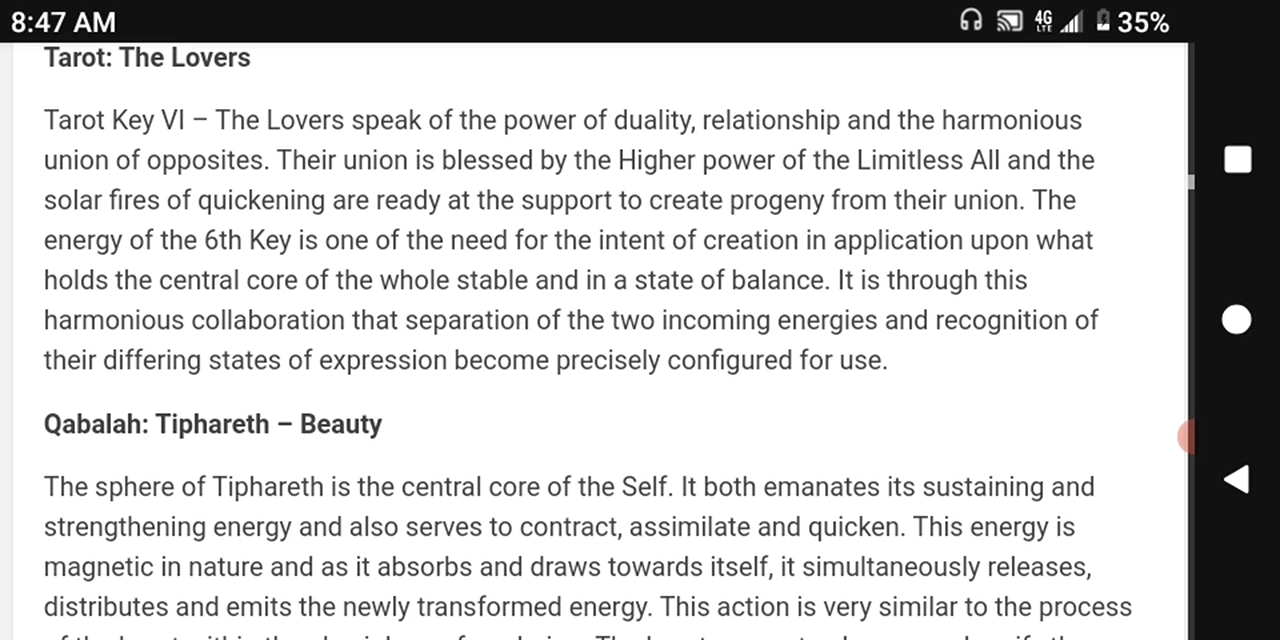 8:47 AM
4G
LTE
35%
Tarot: The Lovers
Tarot Key VI – The Lovers speak of the power of duality, relationship and the harmonious
union of opposites. Their union is blessed by the Higher power of the Limitless All and the
solar fires of quickening are ready at the support to create progeny from their union. The
energy of the 6th Key is one of the need for the intent of creation in application upon what
holds the central core of the whole stable and in a state of balance. It is through this
harmonious collaboration that separation of the two incoming energies and recognition of
their differing states of expression become precisely configured for use.
Qabalah: Tiphareth – Beauty
The sphere of Tiphareth is the central core of the Self. It both emanates its sustaining and
strengthening energy and also serves to contract, assimilate and quicken. This energy is
magnetic in nature and as it absorbs and draws towards itself, it simultaneously releases,
distributes and emits the newly transformed energy. This action is very similar to the process